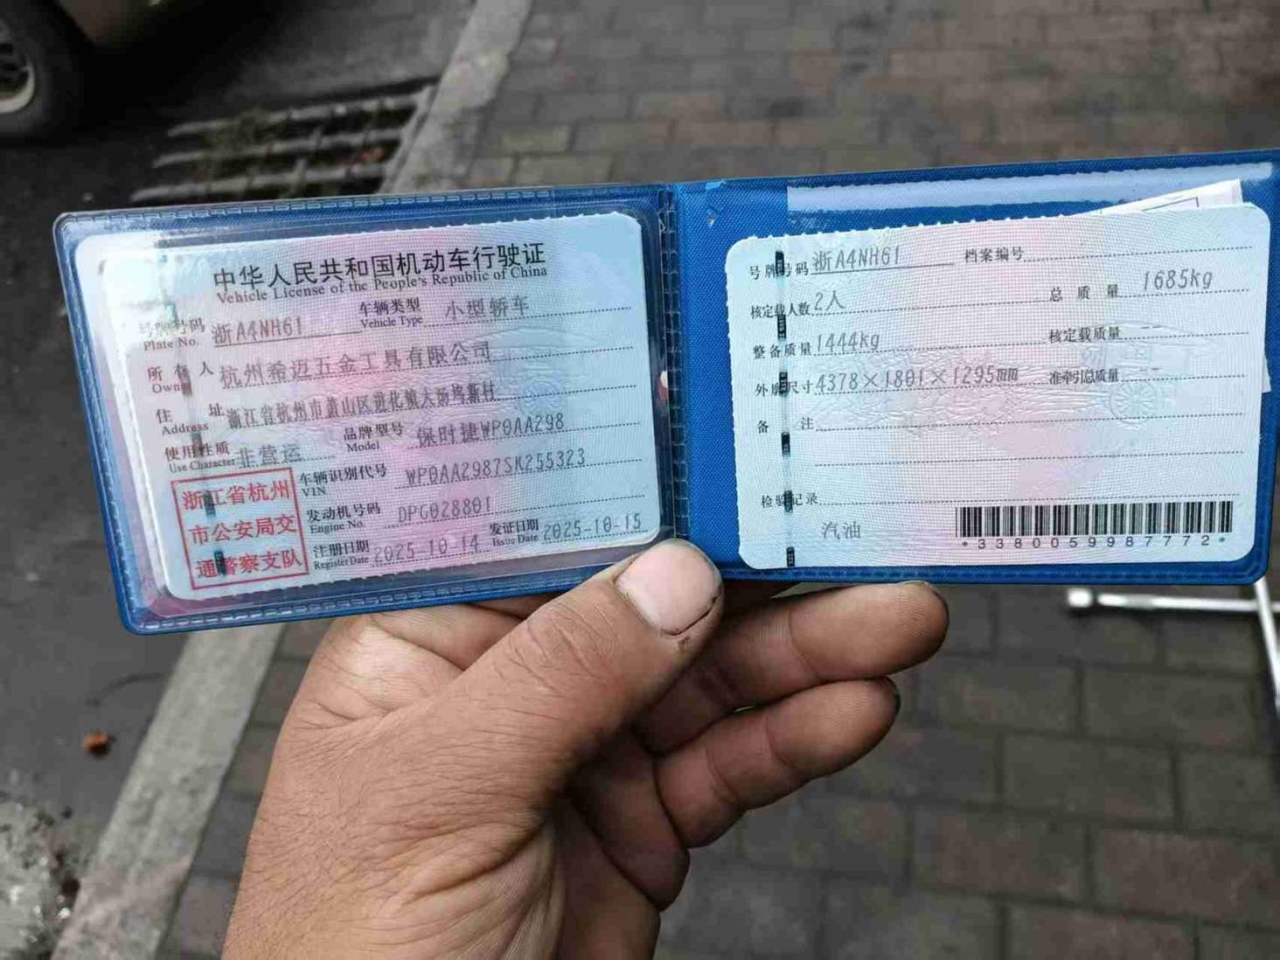 中华人民共和国机动车行驶证
Vehicle License of the People's Republic of China
号牌号码 浙A4NH61 车辆类型 小型轿车
Plate No. Vehicle Type
所有人 杭州希迈五金工具有限公司
Owner
住址 浙江省杭州市萧山区进化镇大汤坞新村
Address
使用性质 非营运 品牌型号 保时捷WP0AA298
Use Character Model
浙江省杭州
市公安局交
通警察支队
车辆识别代号 WP0AA2987SK255323
VIN
发动机号码 DPG028801
Engine No.
注册日期 2025-10-14 发证日期 2025-10-15
Register Date Issue Date
号牌号码 浙A4NH61 档案编号
核定载人数 2人 总质量 1685kg
整备质量 1444kg 核定载质量 --
外廓尺寸 4378×1801×1295mm 准牵引总质量 --
备注
检验记录
汽油
*3380059987772*